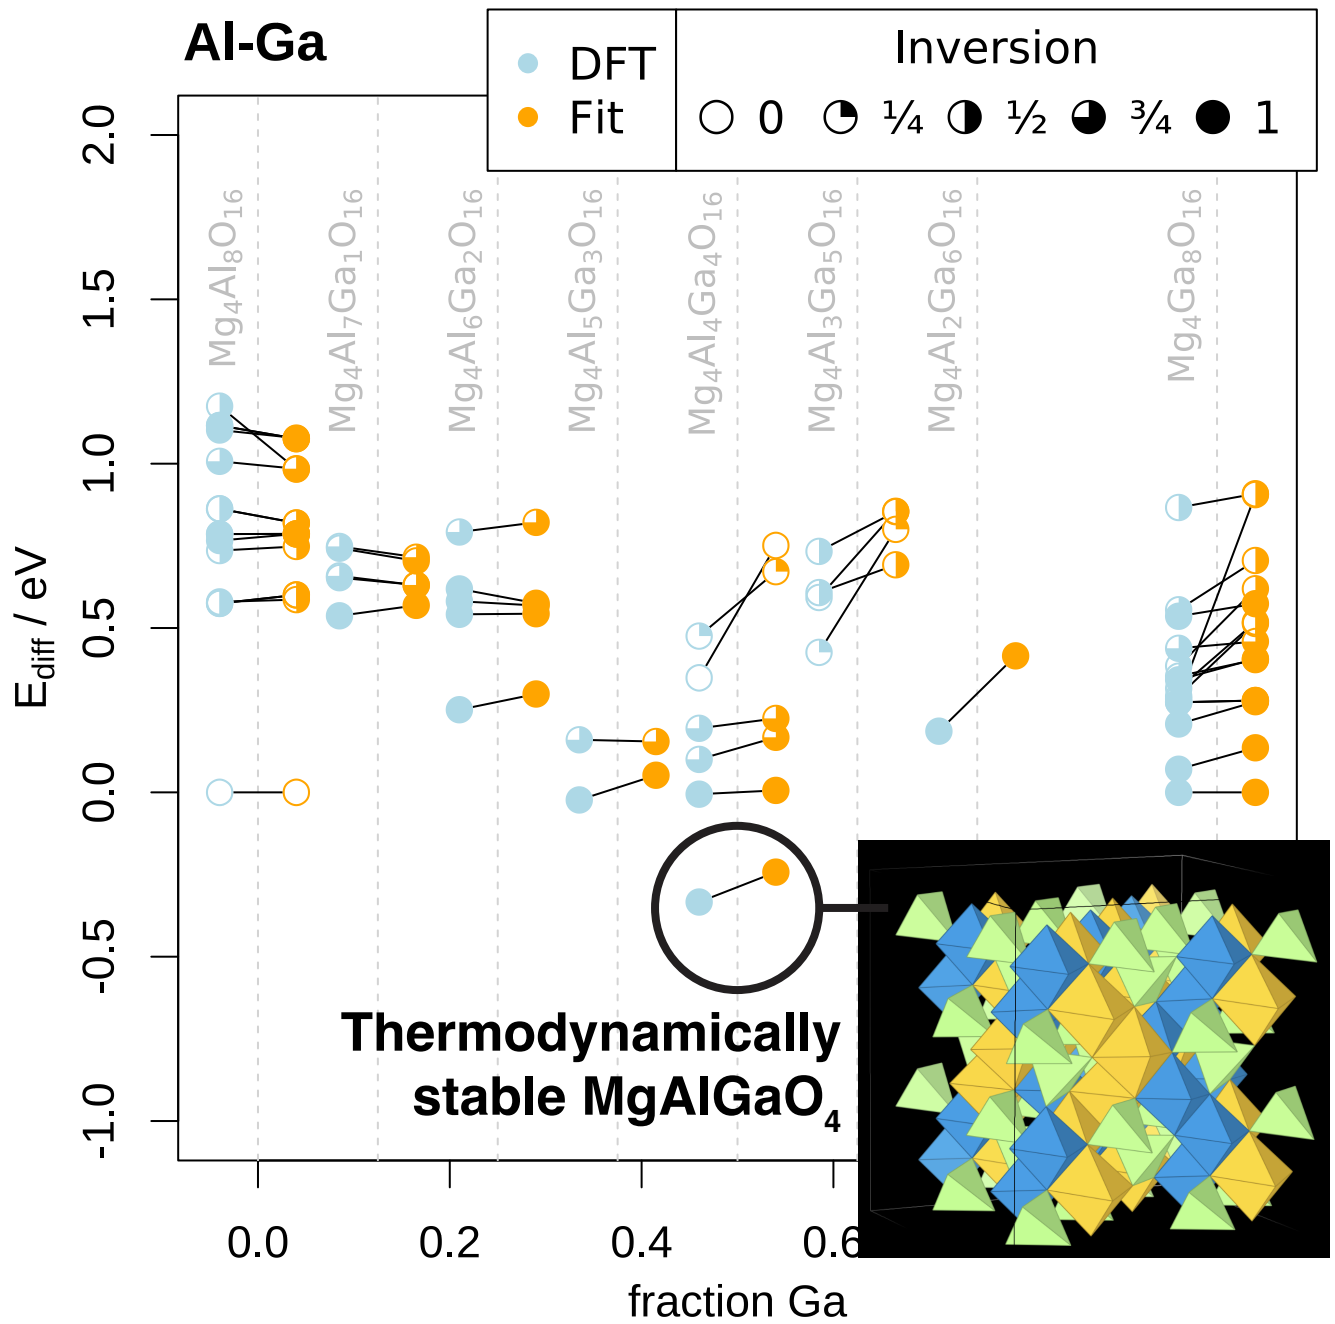 Al-Ga
DFT
Fit
Inversion
0 ¼ ½ ¾ 1
Mg₄Al₈O₁₆
Mg₄Al₇Ga₁O₁₆
Mg₄Al₆Ga₂O₁₆
Mg₄Al₅Ga₃O₁₆
Mg₄Al₄Ga₄O₁₆
Mg₄Al₃Ga₅O₁₆
Mg₄Al₂Ga₆O₁₆
Mg₄Ga₈O₁₆
2.0
1.5
1.0
0.5
0.0
-0.5
-1.0
E_diff / eV
Thermodynamically
stable MgAlGaO₄
0.0 0.2 0.4 0.6
fraction Ga